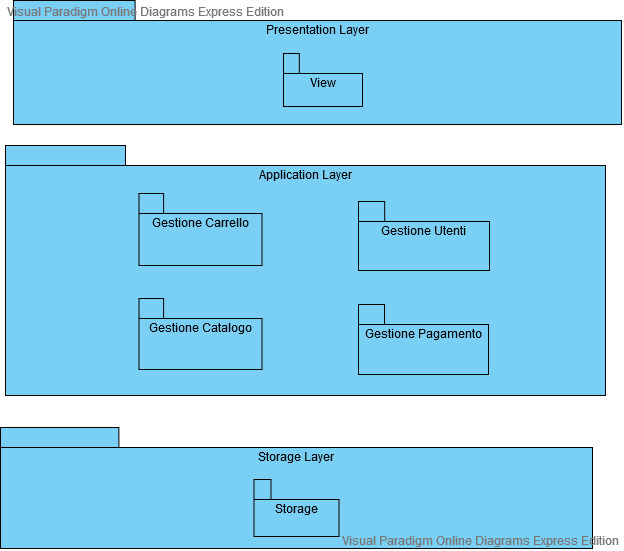 Visual Paradigm Online Diagrams Express Edition
Presentation Layer
View
Application Layer
Gestione Carrello
Gestione Utenti
Gestione Catalogo
Gestione Pagamento
Storage Layer
Storage
Visual Paradigm Online Diagrams Express Edition